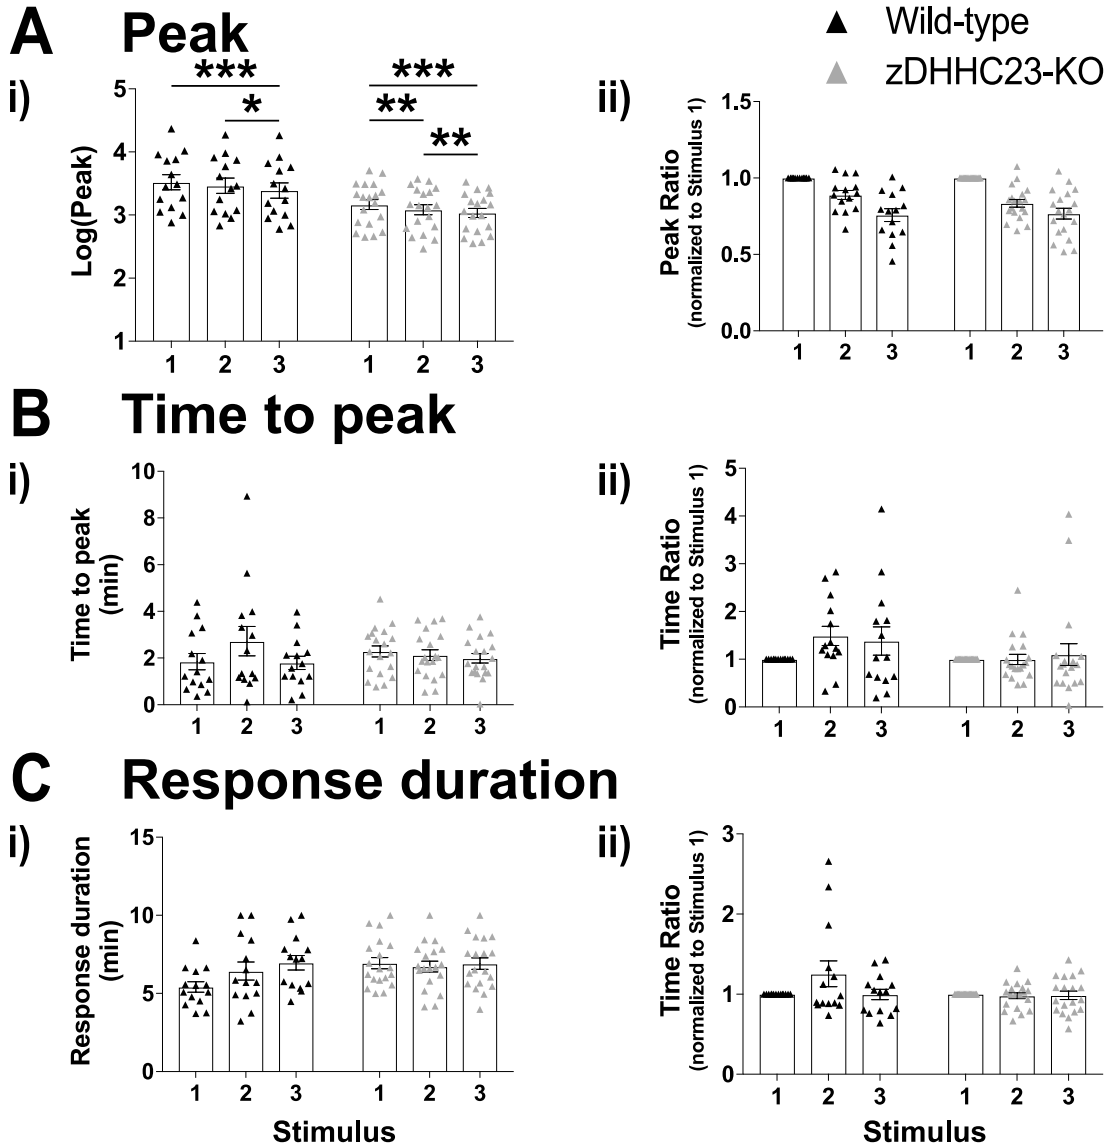 A Peak
Wild-type
zDHHC23-KO
i)
*** ***
* **
**
Log(Peak)
5
4
3
2
1
1 2 3 1 2 3
ii)
Peak Ratio
(normalized to Stimulus 1)
1.5
1.0
0.5
0.0
1 2 3 1 2 3
B Time to peak
i)
Time to peak
(min)
10
8
6
4
2
0
1 2 3 1 2 3
ii)
Time Ratio
(normalized to Stimulus 1)
5
4
3
2
1
0
1 2 3 1 2 3
C Response duration
i)
Response duration
(min)
15
10
5
0
1 2 3 1 2 3
Stimulus
ii)
Time Ratio
(normalized to Stimulus 1)
3
2
1
0
1 2 3 1 2 3
Stimulus